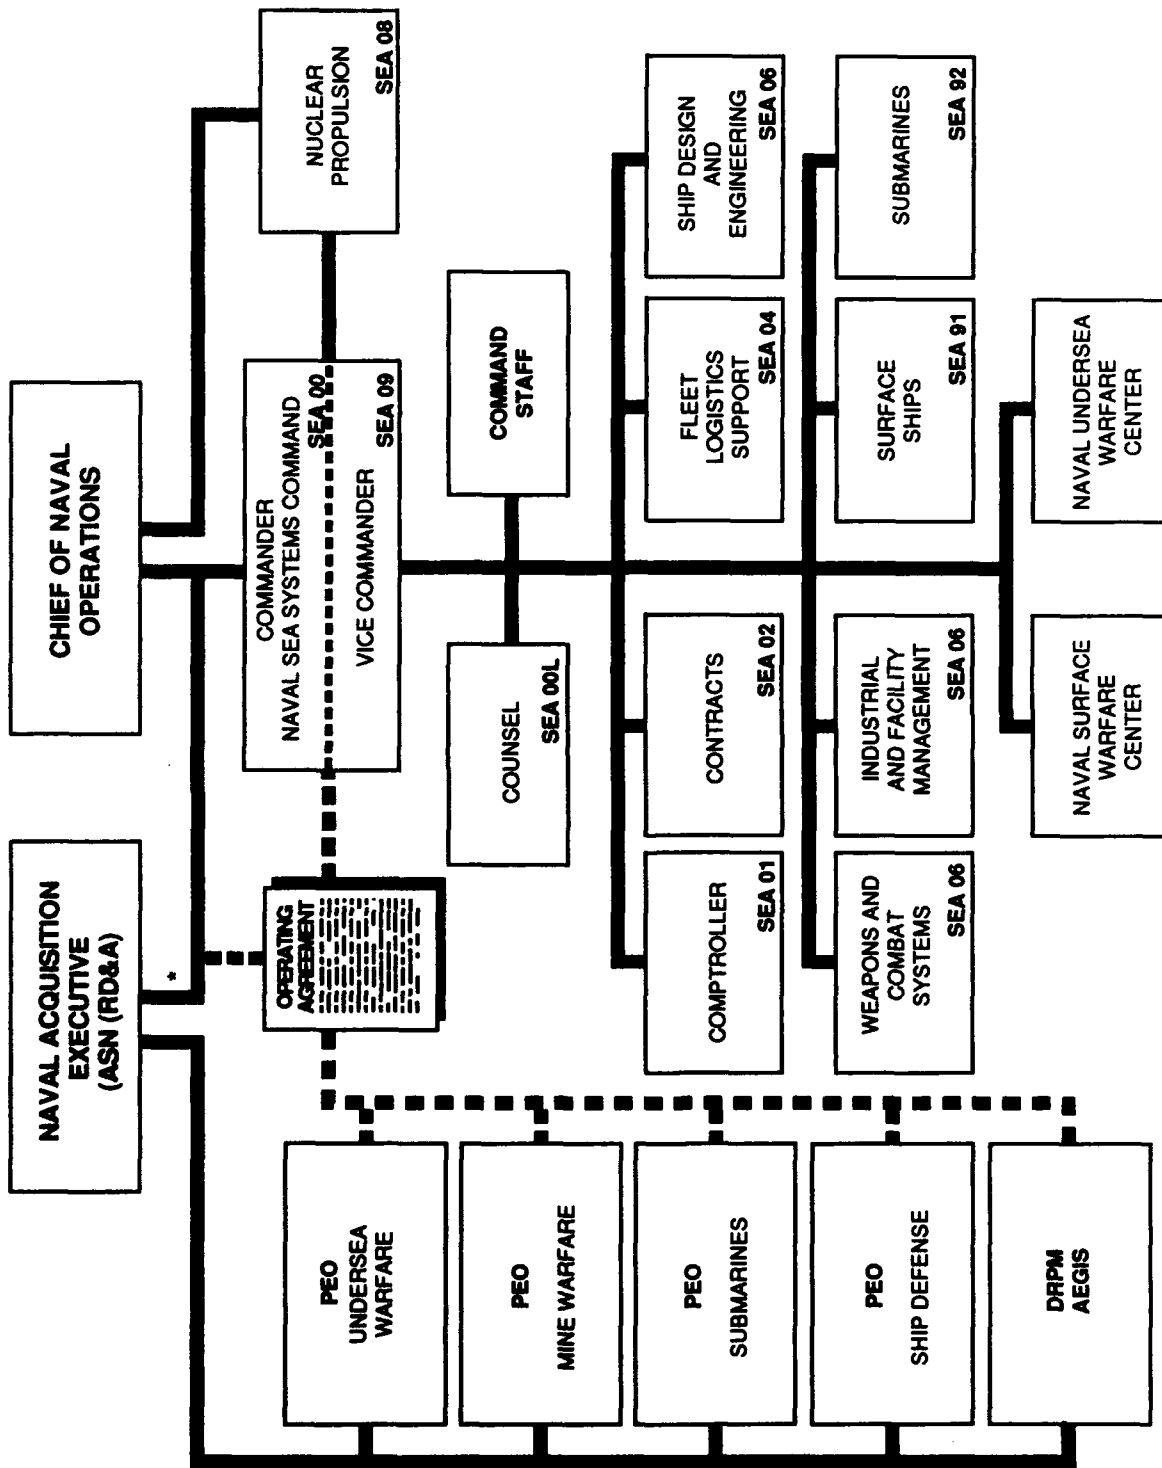 NAVAL ACQUISITION
EXECUTIVE
(ASN (RD&A)
*
CHIEF OF NAVAL
OPERATIONS
OPERATING
AGREEMENT
COMMANDER
NAVAL SEA SYSTEMS COMMAND
SEA 00
VICE COMMANDER
SEA 09
NUCLEAR
PROPULSION
SEA 08
COUNSEL
SEA 00L
COMMAND
STAFF
PEO
UNDERSEA
WARFARE
PEO
MINE WARFARE
PEO
SUBMARINES
PEO
SHIP DEFENSE
DRPM
AEGIS
COMPTROLLER
SEA 01
CONTRACTS
SEA 02
FLEET
LOGISTICS
SUPPORT
SEA 04
SHIP DESIGN
AND
ENGINEERING
SEA 06
WEAPONS AND
COMBAT
SYSTEMS
SEA 06
INDUSTRIAL
AND FACILITY
MANAGEMENT
SEA 06
SURFACE
SHIPS
SEA 91
SUBMARINES
SEA 92
NAVAL SURFACE
WARFARE
CENTER
NAVAL UNDERSEA
WARFARE
CENTER